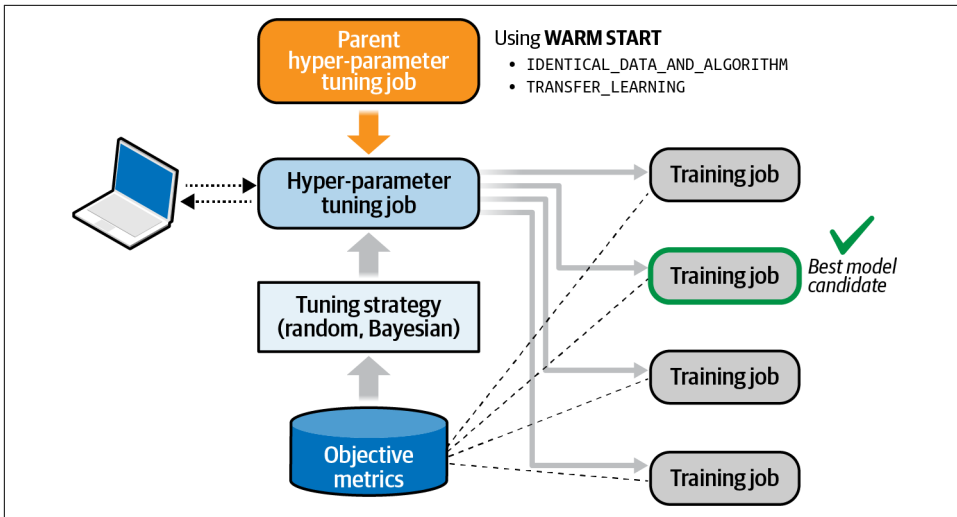 Parent
hyper-parameter
tuning job
Using WARM START
• IDENTICAL_DATA_AND_ALGORITHM
• TRANSFER_LEARNING
Hyper-parameter
tuning job
Training job
Training job
Best model
candidate
Tuning strategy
(random, Bayesian)
Training job
Objective
metrics
Training job